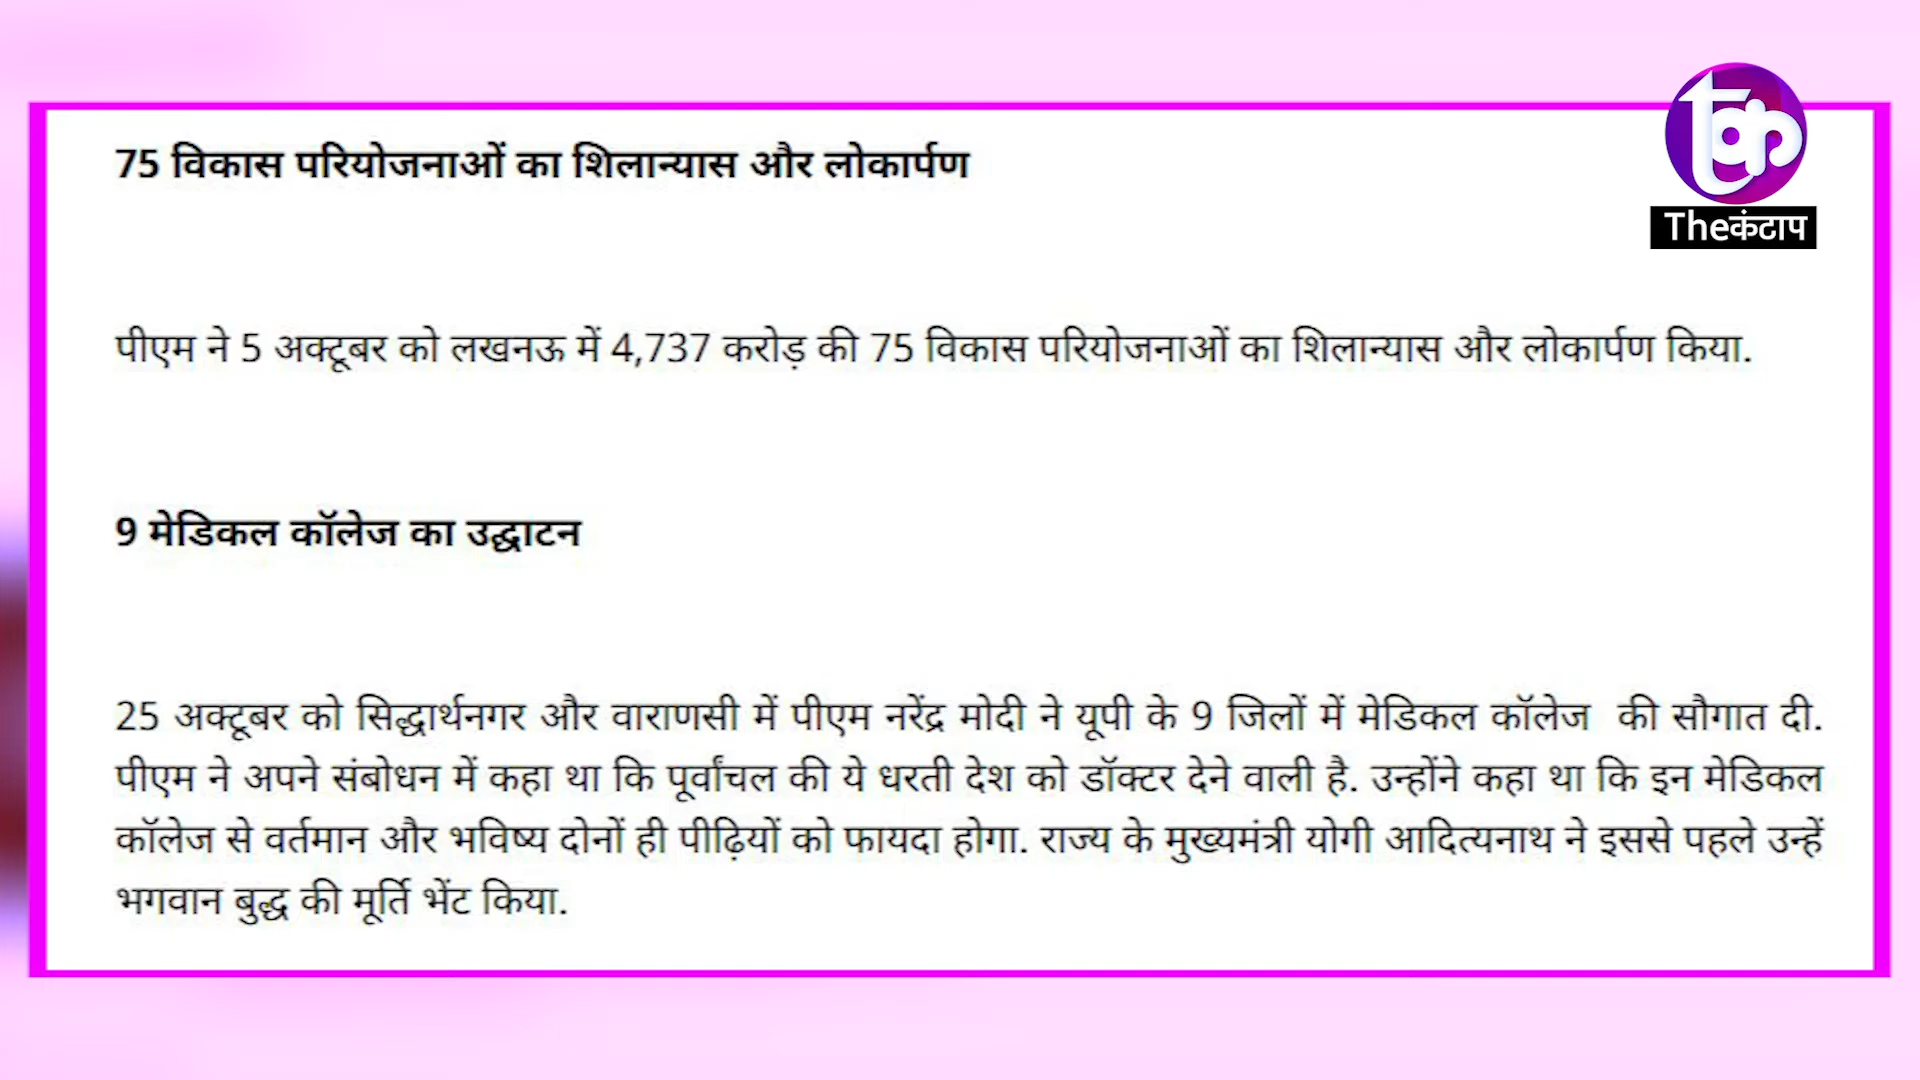 75 विकास परियोजनाओं का शिलान्यास और लोकार्पण
tap
Theकंटाप
पीएम ने 5 अक्टूबर को लखनऊ में 4,737 करोड़ की 75 विकास परियोजनाओं का शिलान्यास और लोकार्पण किया.
9 मेडिकल कॉलेज का उद्घाटन
25 अक्टूबर को सिद्धार्थनगर और वाराणसी में पीएम नरेंद्र मोदी ने यूपी के 9 जिलों में मेडिकल कॉलेज की सौगात दी.
पीएम ने अपने संबोधन में कहा था कि पूर्वांचल की ये धरती देश को डॉक्टर देने वाली है. उन्होंने कहा था कि इन मेडिकल
कॉलेज से वर्तमान और भविष्य दोनों ही पीढ़ियों को फायदा होगा. राज्य के मुख्यमंत्री योगी आदित्यनाथ ने इससे पहले उन्हें
भगवान बुद्ध की मूर्ति भेंट किया.